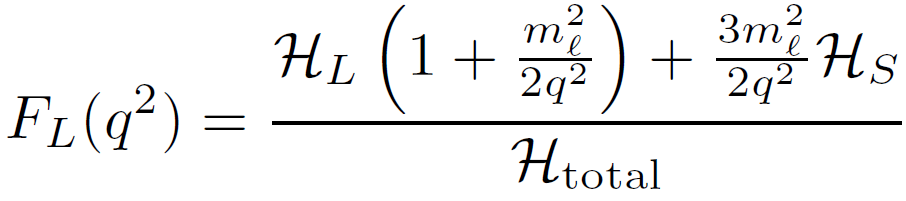 F_L(q^2) = \frac{\mathcal{H}_L \left(1 + \frac{m_\ell^2}{2q^2}\right) + \frac{3m_\ell^2}{2q^2} \mathcal{H}_S}{\mathcal{H}_{\text{total}}}